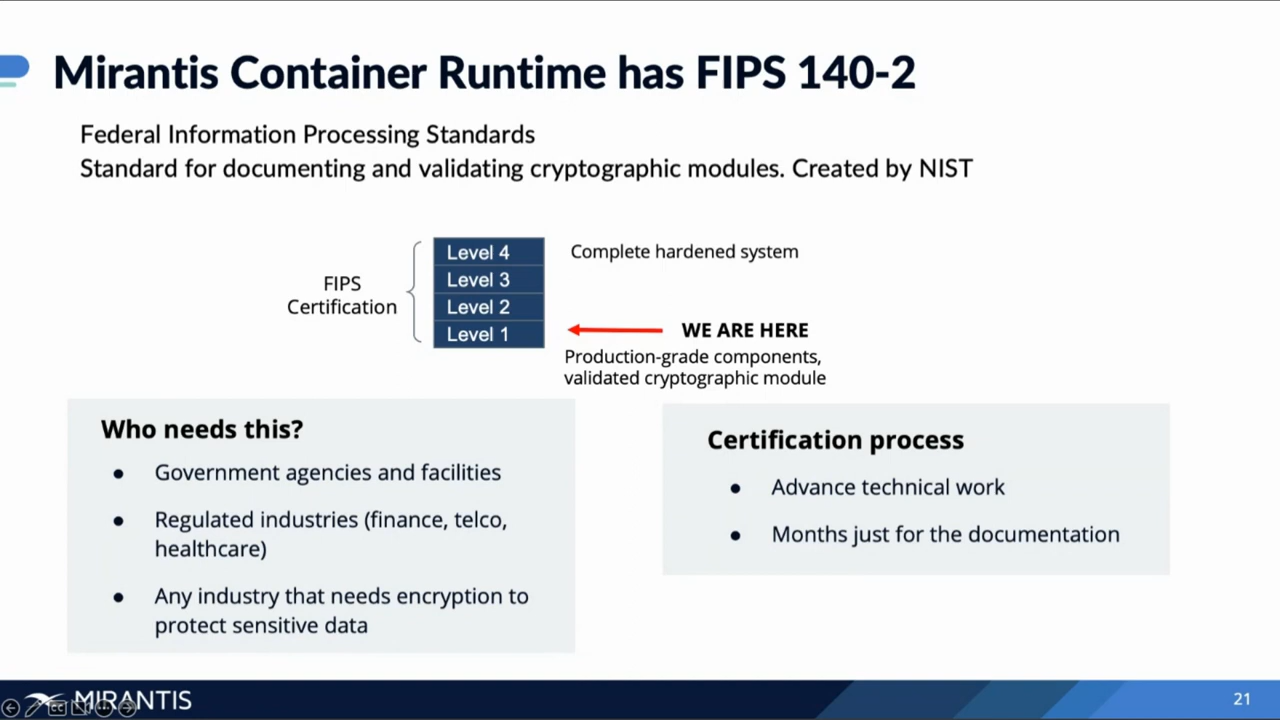 Mirantis Container Runtime has FIPS 140-2
Federal Information Processing Standards
Standard for documenting and validating cryptographic modules. Created by NIST
FIPS
Certification
Level 4
Complete hardened system
Level 3
Level 2
Level 1
WE ARE HERE
Production-grade components,
validated cryptographic module
Who needs this?
● Government agencies and facilities
● Regulated industries (finance, telco,
healthcare)
● Any industry that needs encryption to
protect sensitive data
Certification process
● Advance technical work
● Months just for the documentation
CC
MIRANTIS
21